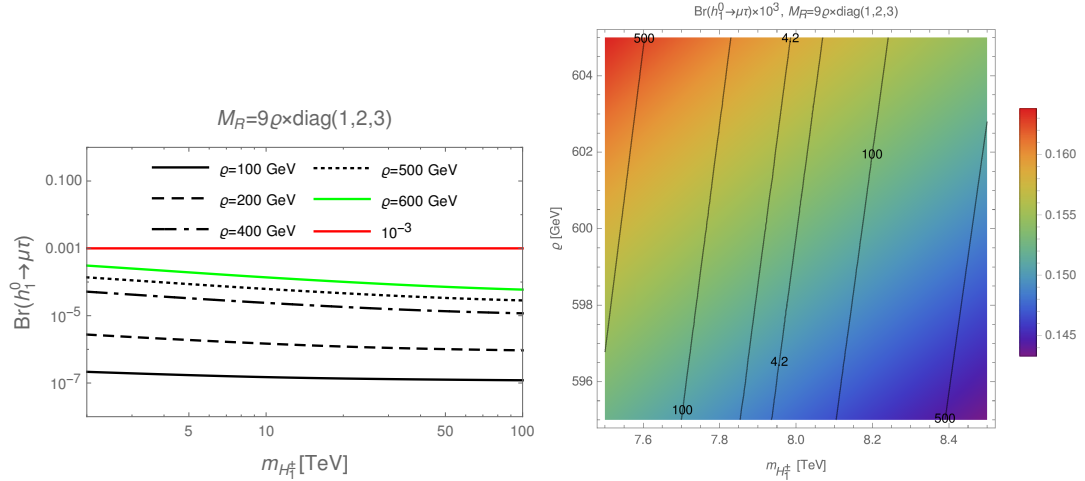 M_R=9ϱ×diag(1,2,3)
ϱ=100 GeV
ϱ=200 GeV
ϱ=400 GeV
ϱ=500 GeV
ϱ=600 GeV
10⁻³
Br(h₁⁰→μτ)
0.100
0.001
10⁻⁵
10⁻⁷
5
10
50
100
m_{H₁^±} [TeV]
Br(h₁⁰→μτ)×10³, M_R=9ϱ×diag(1,2,3)
ϱ [GeV]
604
602
600
598
596
500
4.2
100
4.2
100
500
7.6
7.8
8.0
8.2
8.4
m_{H₁^±} [TeV]
0.160
0.155
0.150
0.145